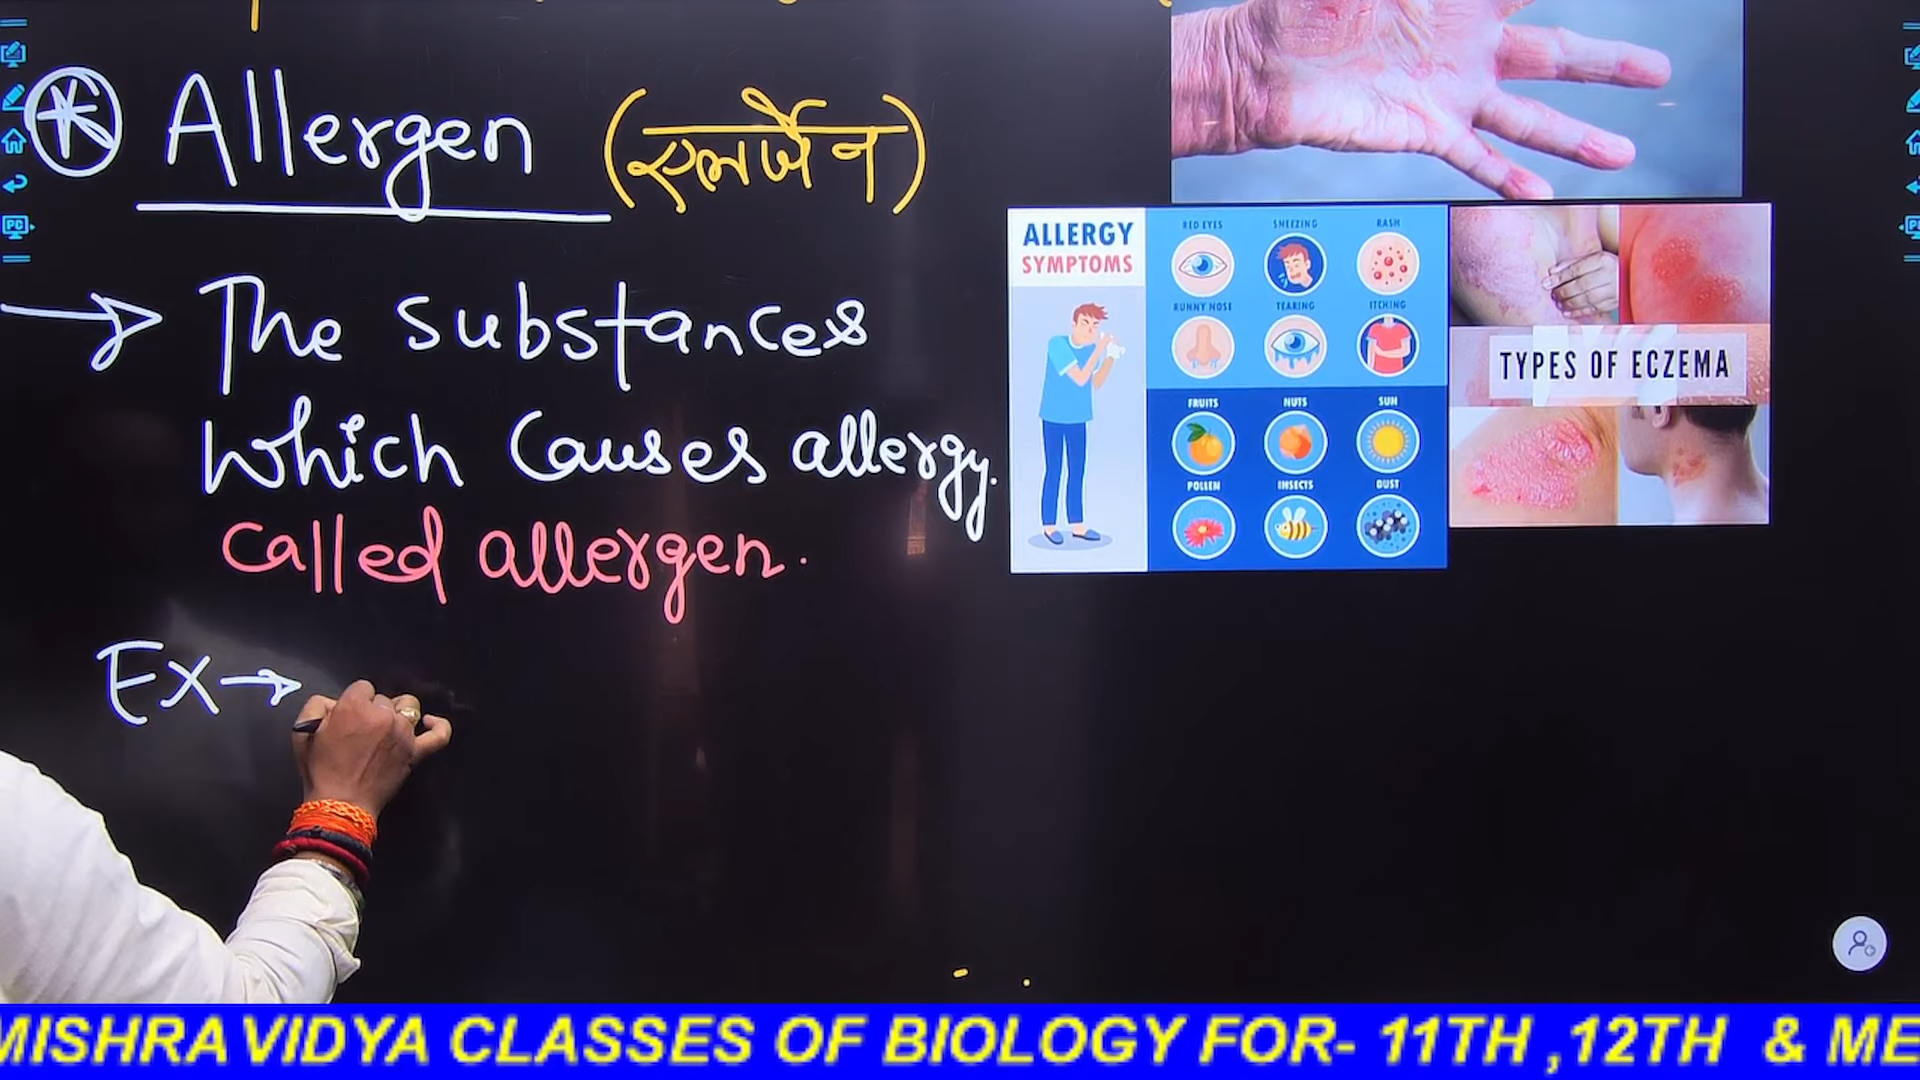 Allergen (एलर्जेन)
→ The substances
which causes allergy.
called allergen.
Ex →
ALLERGY
SYMPTOMS
RED EYES SNEEZING RASH
RUNNY NOSE TEARING ITCHING
FRUITS NUTS SUN
POLLEN INSECTS DUST
TYPES OF ECZEMA
PC
MISHRA VIDYA CLASSES OF BIOLOGY FOR- 11TH ,12TH & ME